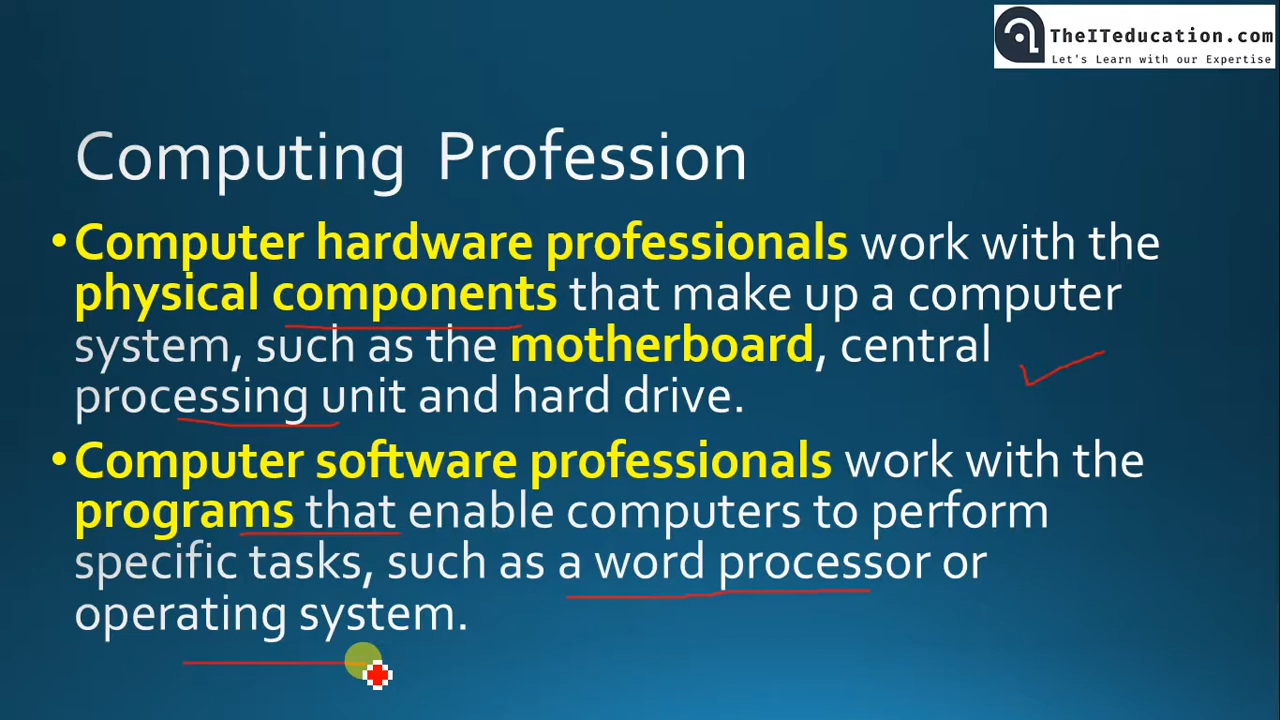 TheITeducation.com
Let's Learn with our Expertise
Computing Profession
•Computer hardware professionals work with the
physical components that make up a computer
system, such as the motherboard, central
processing unit and hard drive.
•Computer software professionals work with the
programs that enable computers to perform
specific tasks, such as a word processor or
operating system.